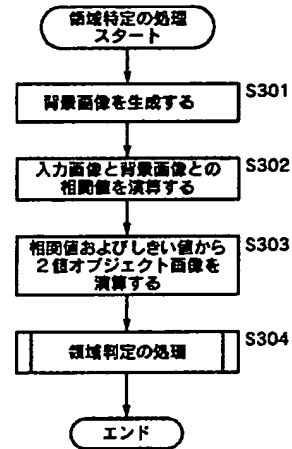 領域特定の処理
スタート
S301
背景画像を生成する
S302
入力画像と背景画像との
相関値を演算する
S303
相関値およびしきい値から
2値オブジェクト画像を
演算する
S304
領域判定の処理
エンド